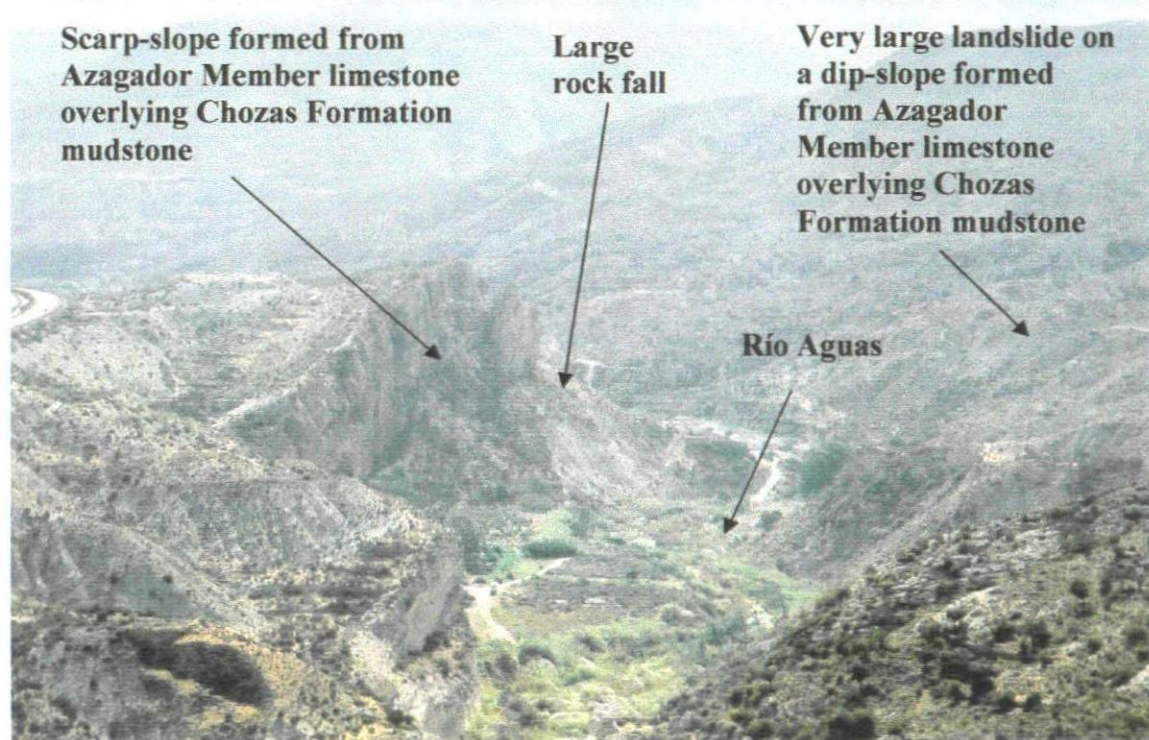 Scarp-slope formed from
Azagador Member limestone
overlying Chozas Formation
mudstone
Large
rock fall
Very large landslide on
a dip-slope formed
from Azagador
Member limestone
overlying Chozas
Formation mudstone
Río Aguas